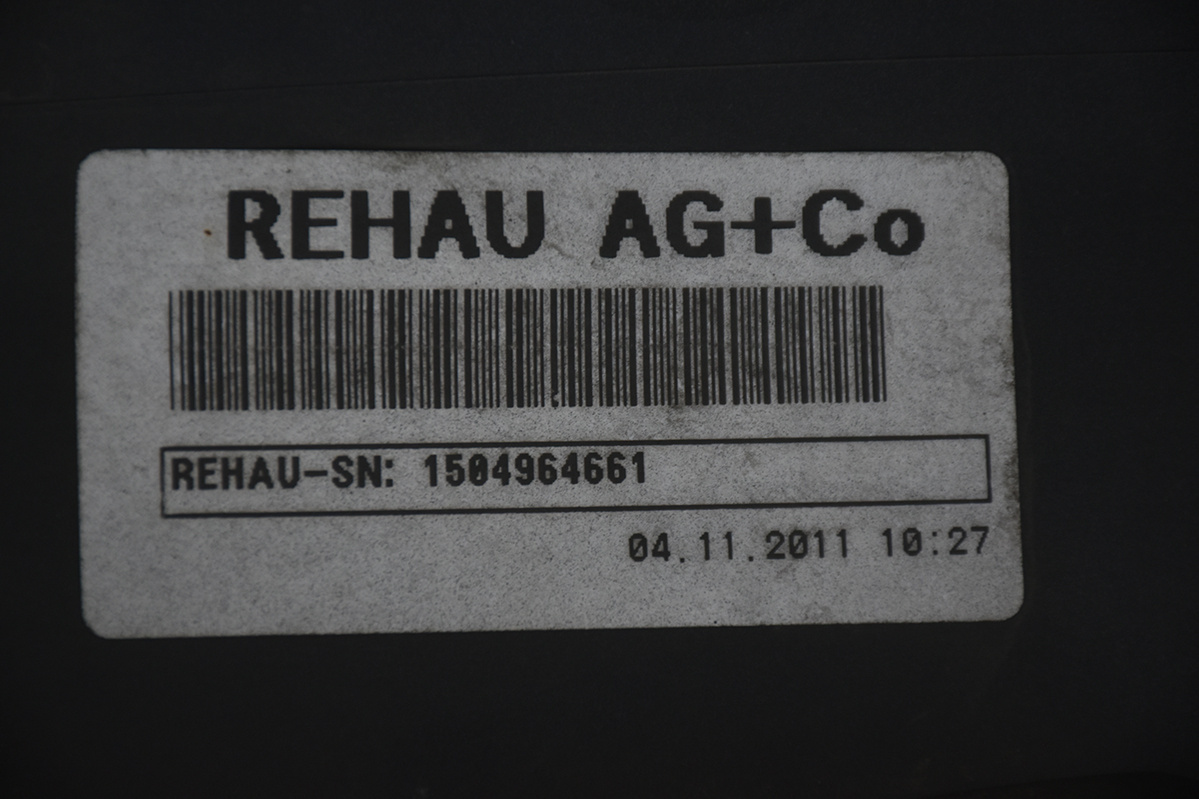 REHAU AG+Co
REHAU-SN: 1504964661
04.11.2011 10:27